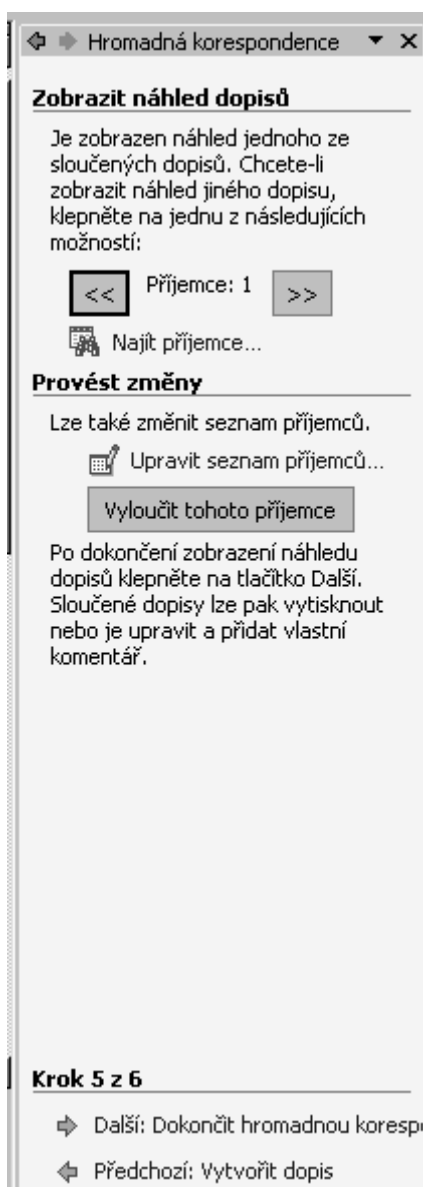 Hromadná korespondence
Zobrazit náhled dopisů
Je zobrazen náhled jednoho ze
sloučených dopisů. Chcete-li
zobrazit náhled jiného dopisu,
klepněte na jednu z následujících
možností:
<< Příjemce: 1 >>
Najít příjemce...
Provést změny
Lze také změnit seznam příjemců.
Upravit seznam příjemců...
Vyloučit tohoto příjemce
Po dokončení zobrazení náhledu
dopisů klepněte na tlačítko Další.
Sloučené dopisy lze pak vytisknout
nebo je upravit a přidat vlastní
komentář.
Krok 5 z 6
Další: Dokončit hromadnou koresp
Předchozí: Vytvořit dopis